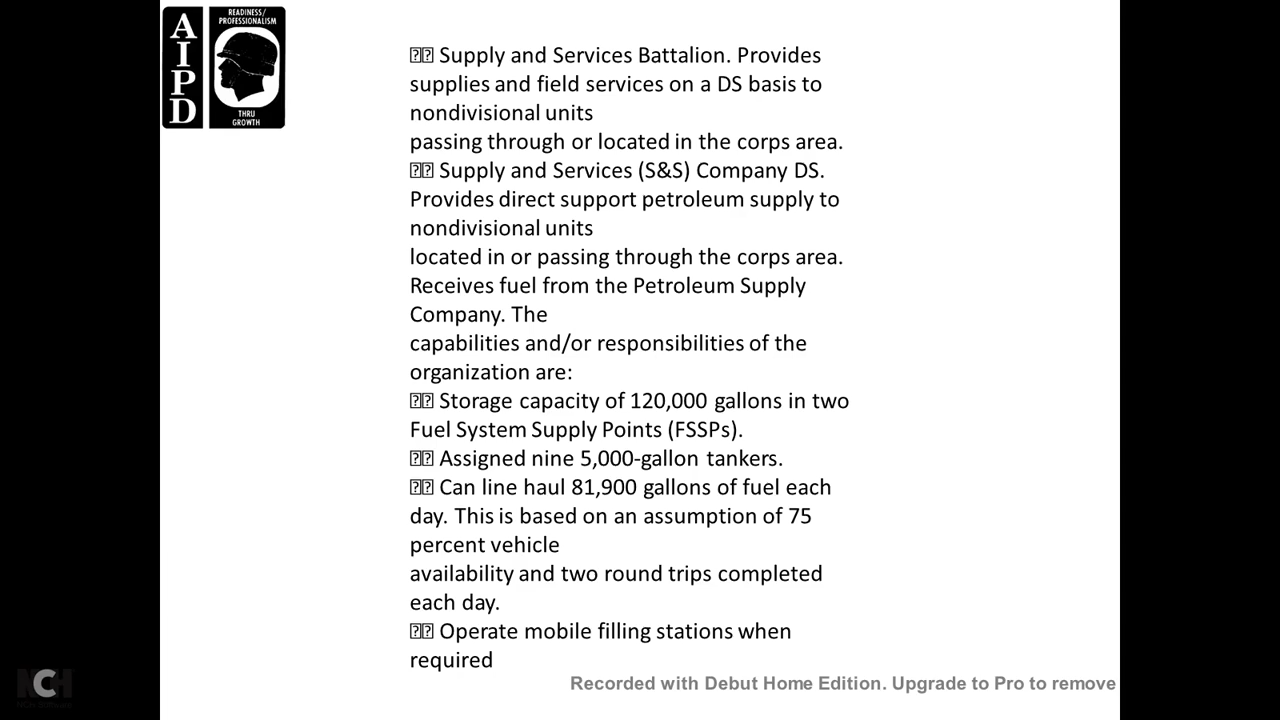 READINESS/
PROFESSIONALISM
AIPD
THRU
GROWTH
⍰⍰ Supply and Services Battalion. Provides
supplies and field services on a DS basis to
nondivisional units
passing through or located in the corps area.
⍰⍰ Supply and Services (S&S) Company DS.
Provides direct support petroleum supply to
nondivisional units
located in or passing through the corps area.
Receives fuel from the Petroleum Supply
Company. The
capabilities and/or responsibilities of the
organization are:
⍰⍰ Storage capacity of 120,000 gallons in two
Fuel System Supply Points (FSSPs).
⍰⍰ Assigned nine 5,000-gallon tankers.
⍰⍰ Can line haul 81,900 gallons of fuel each
day. This is based on an assumption of 75
percent vehicle
availability and two round trips completed
each day.
⍰⍰ Operate mobile filling stations when
required
NCH
NCH Software
Recorded with Debut Home Edition. Upgrade to Pro to remove